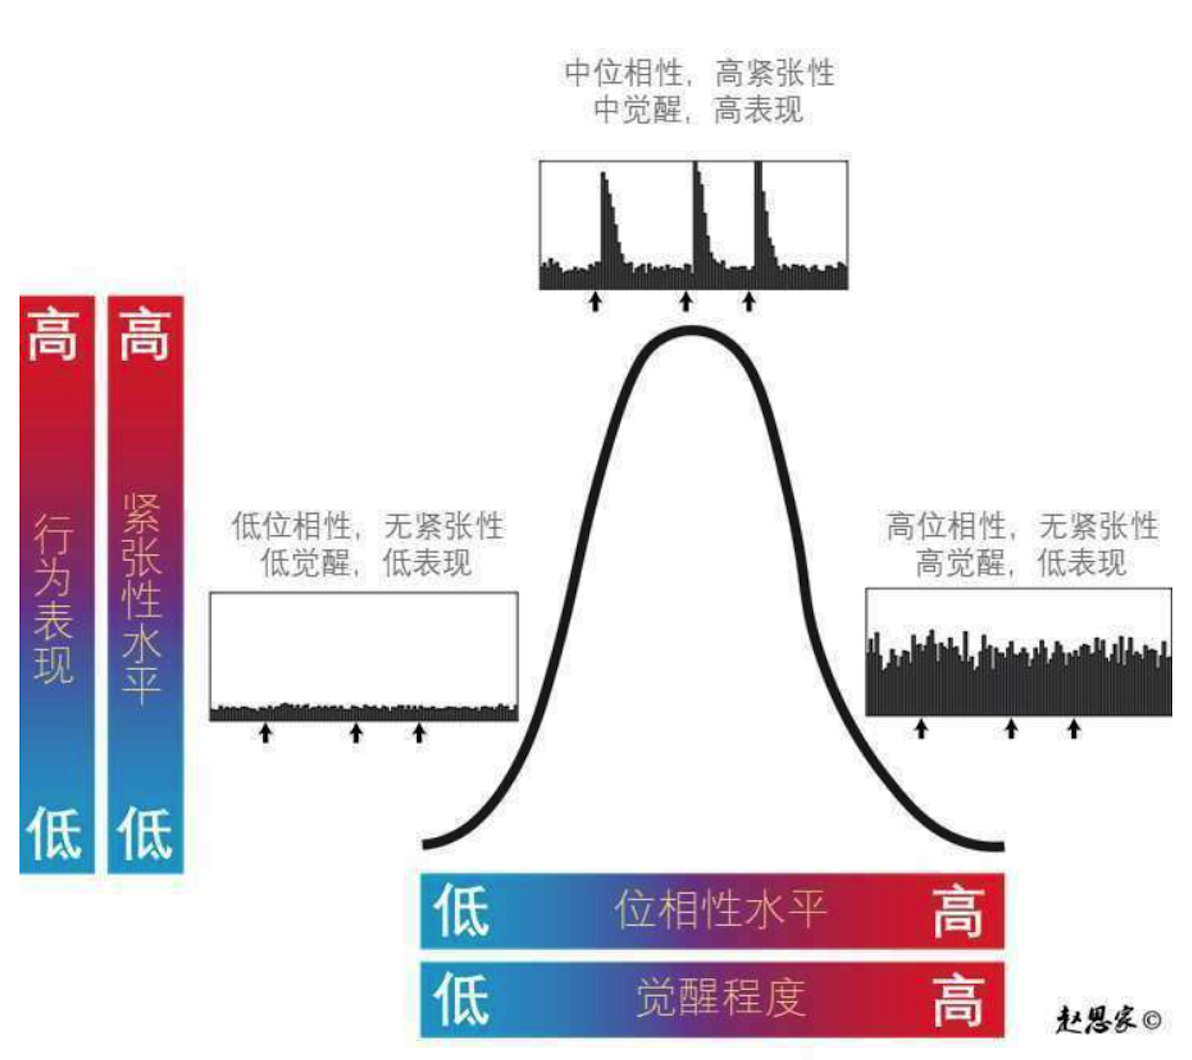 中位相性，高紧张性
中觉醒，高表现
高
高
行为表现
紧张性水平
低
低
低位相性，无紧张性
低觉醒，低表现
高位相性，无紧张性
高觉醒，低表现
低 位相性水平 高
低 觉醒程度 高
赵思家©